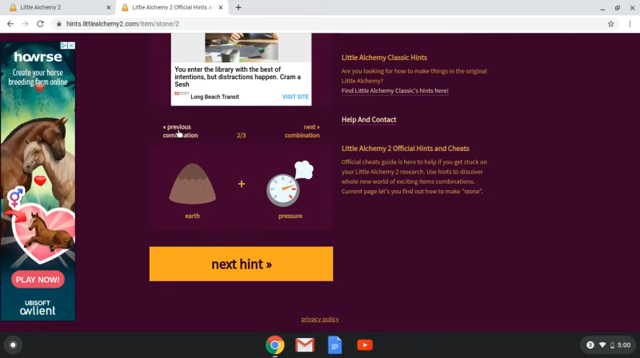 Little Alchemy 2
Little Alchemy 2 Official Hints a
hints.littlealchemy2.com/item/stone/2
howrse
Create your horse
breeding farm online
PLAY NOW!
UBISOFT
owlient
You enter the library with the best of
intentions, but distractions happen. Cram a
Sesh
Long Beach Transit
VISIT SITE
« previous
combination
2/3
next »
combination
earth
+
pressure
next hint »
privacy policy
Little Alchemy Classic Hints
Are you looking for how to make things in the original
Little Alchemy?
Find Little Alchemy Classic's hints here!
Help And Contact
Little Alchemy 2 Official Hints and Cheats
Official cheats guide is here to help if you get stuck on
your Little Alchemy 2 research. Use hints to discover
whole new world of exciting items combinations.
Current page let's you find out how to make "stone".
5:00